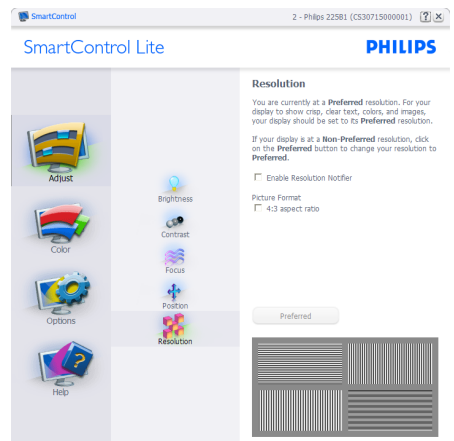 SmartControl
2 - Philips 225B1 (CS30715000001)
SmartControl Lite
PHILIPS
Adjust
Color
Options
Help
Brightness
Contrast
Focus
Position
Resolution
Resolution
You are currently at a Preferred resolution. For your
display to show crisp, clear text, colors, and images,
your display should be set to its Preferred resolution.
If your display is at a Non-Preferred resolution, click
on the Preferred button to change your resolution to
Preferred.
Enable Resolution Notifier
Picture Format
4:3 aspect ratio
Preferred